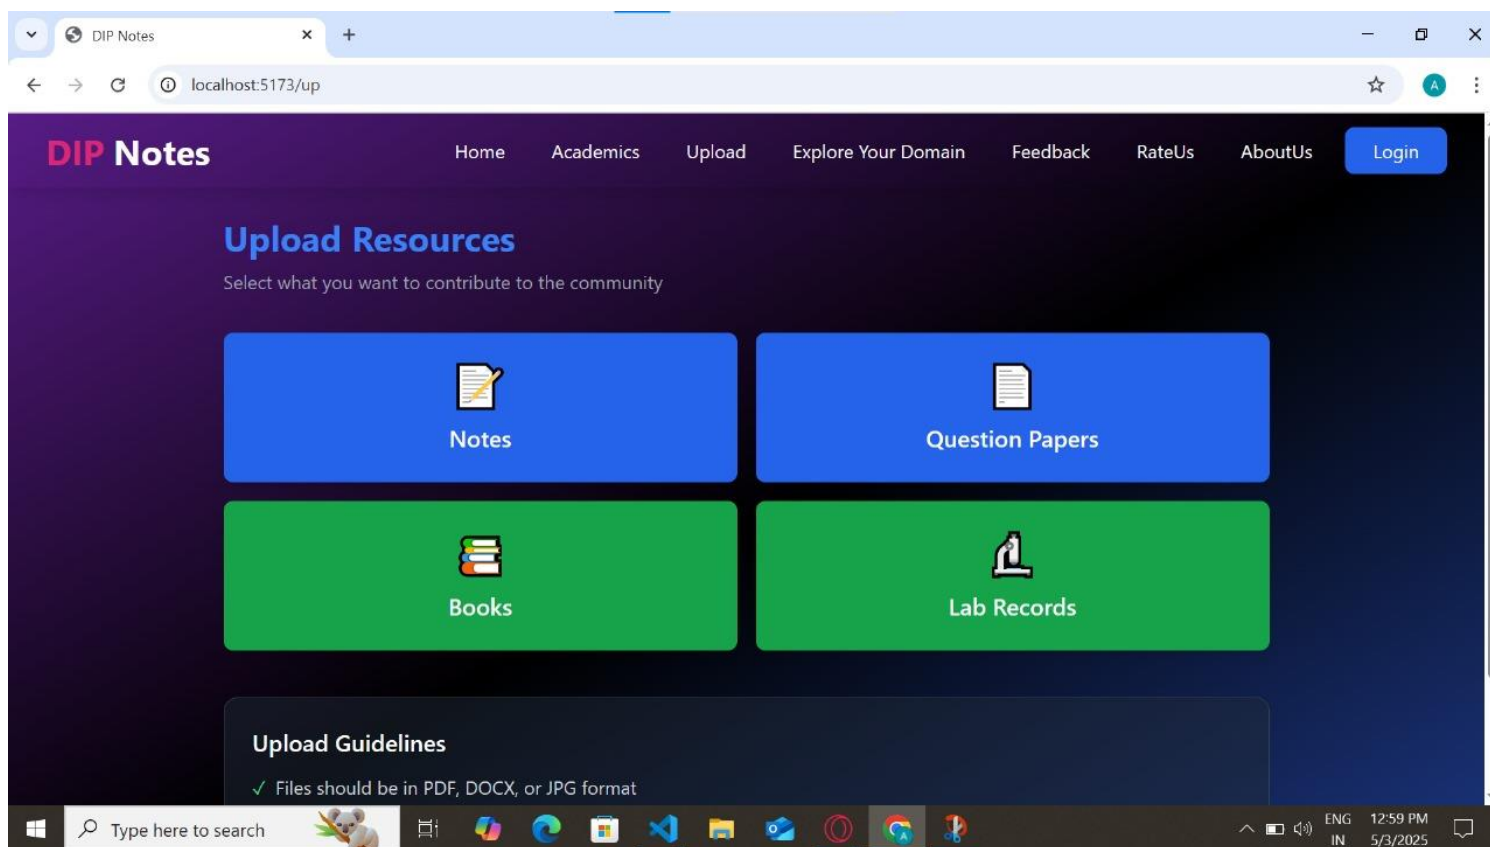 DIP Notes
localhost:5173/up
A
DIP Notes
Home
Academics
Upload
Explore Your Domain
Feedback
RateUs
AboutUs
Login
Upload Resources
Select what you want to contribute to the community
Notes
Question Papers
Books
Lab Records
Upload Guidelines
✓ Files should be in PDF, DOCX, or JPG format
Type here to search
ENG
IN
12:59 PM
5/3/2025